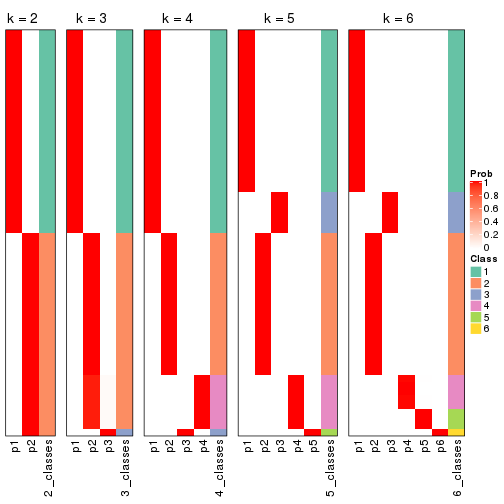 k = 2
k = 3
k = 4
k = 5
k = 6
p1
p2
2_classes
p1
p2
p3
3_classes
p1
p2
p3
p4
4_classes
p1
p2
p3
p4
p5
5_classes
p1
p2
p3
p4
p5
p6
6_classes
Prob
1
0.8
0.6
0.4
0.2
0
Class
1
2
3
4
5
6